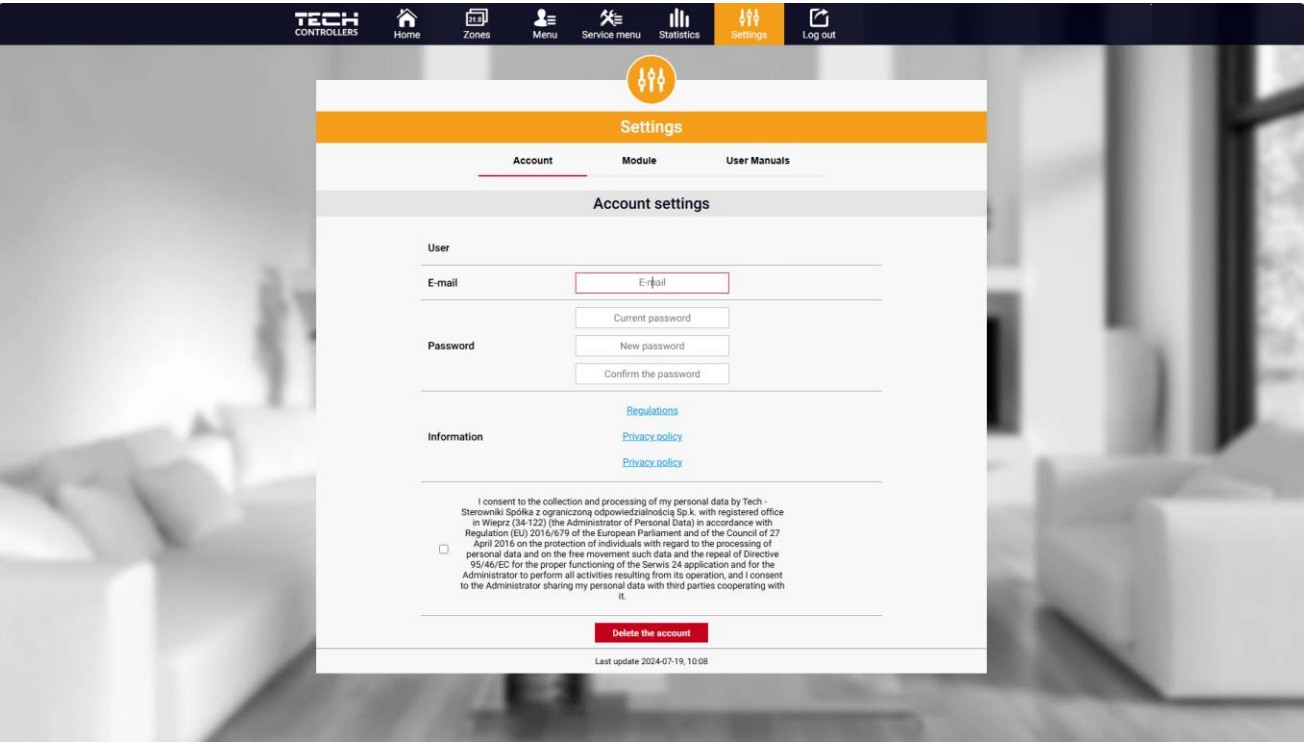 TECH
CONTROLLERS
Home
21.0
Zones
Menu
Service menu
Statistics
Settings
Log out
Settings
Account Module User Manuals
Account settings
User
E-mail E-mail
Current password
Password New password
Confirm the password
Regulations
Information Privacy policy
Privacy policy
I consent to the collection and processing of my personal data by Tech -
Sterowniki Spółka z ograniczoną odpowiedzialnością Sp.k. with registered office
in Wieprz (34-122) (the Administrator of Personal Data) in accordance with
Regulation (EU) 2016/679 of the European Parliament and of the Council of 27
April 2016 on the protection of individuals with regard to the processing of
personal data and on the free movement such data and the repeal of Directive
95/46/EC for the proper functioning of the Serwis 24 application and for the
Administrator to perform all activities resulting from its operation, and I consent
to the Administrator sharing my personal data with third parties cooperating with
it.
Delete the account
Last update 2024-07-19, 10:08